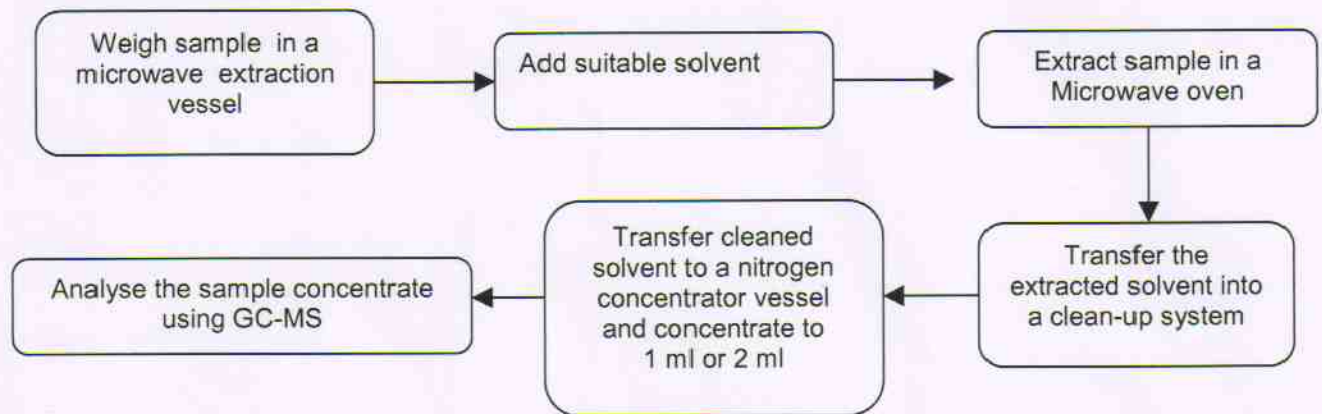 Weigh sample in a
microwave extraction
vessel
Add suitable solvent
Extract sample in a
Microwave oven
Transfer the
extracted solvent into
a clean-up system
Transfer cleaned
solvent to a nitrogen
concentrator vessel
and concentrate to
1 ml or 2 ml
Analyse the sample concentrate
using GC-MS